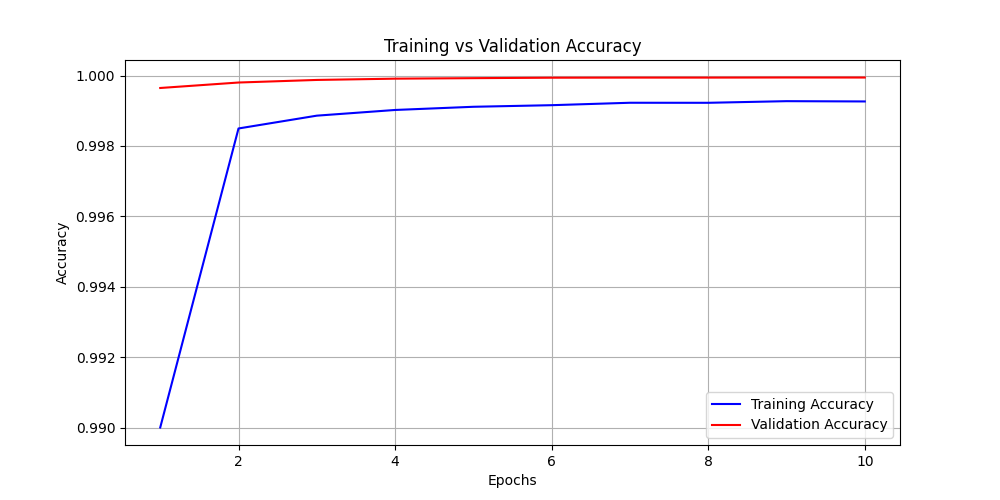 Training vs Validation Accuracy
1.000
0.998
0.996
0.994
0.992
0.990
Accuracy
2 4 6 8 10
Epochs
Training Accuracy
Validation Accuracy